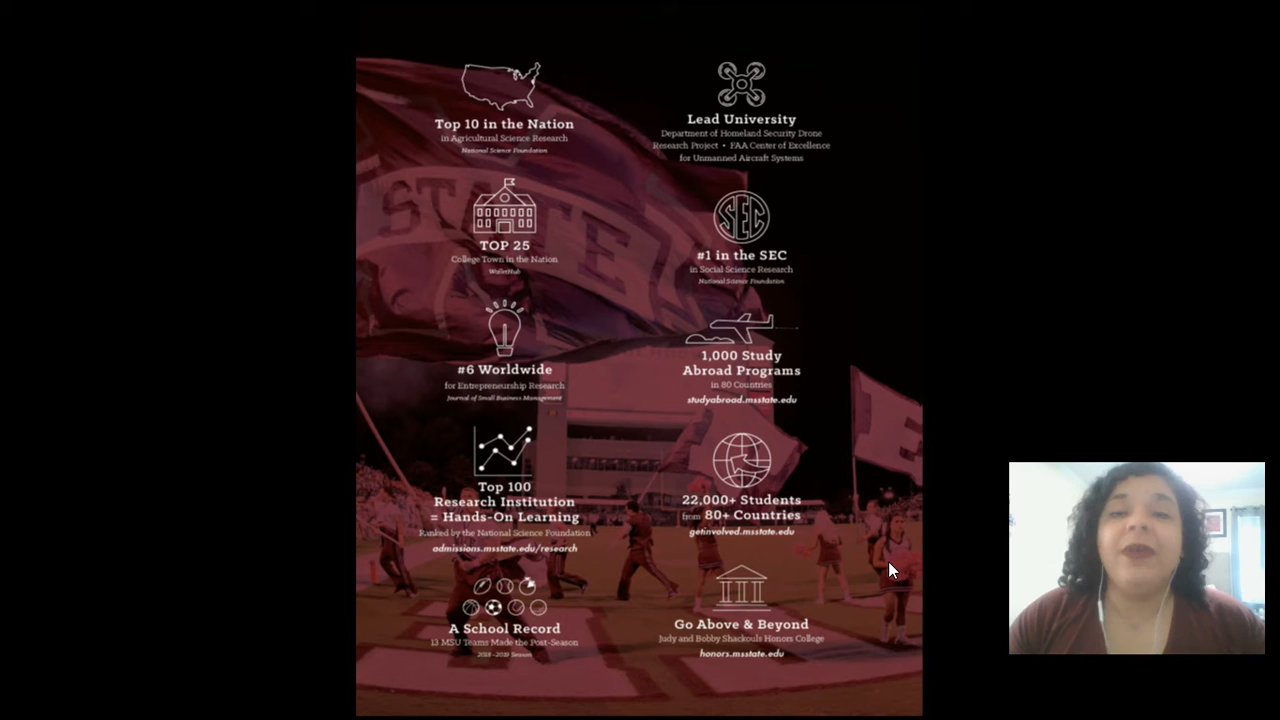 Top 10 in the Nation
in Agricultural Science Research
National Science Foundation
Lead University
Department of Homeland Security Drone
Research Project • FAA Center of Excellence
for Unmanned Aircraft Systems
STATE
TOP 25
College Town in the Nation
WalletHub
SEC
#1 in the SEC
in Social Science Research
National Science Foundation
#6 Worldwide
for Entrepreneurship Research
Journal of Small Business Management
1,000 Study
Abroad Programs
in 80 Countries
studyabroad.msstate.edu
E
Top 100
Research Institution
= Hands-On Learning
Ranked by the National Science Foundation
admissions.msstate.edu/research
22,000+ Students
from 80+ Countries
getinvolved.msstate.edu
A School Record
13 MSU Teams Made the Post-Season
2018-2019 Season
Go Above & Beyond
Judy and Bobby Shackouls Honors College
honors.msstate.edu